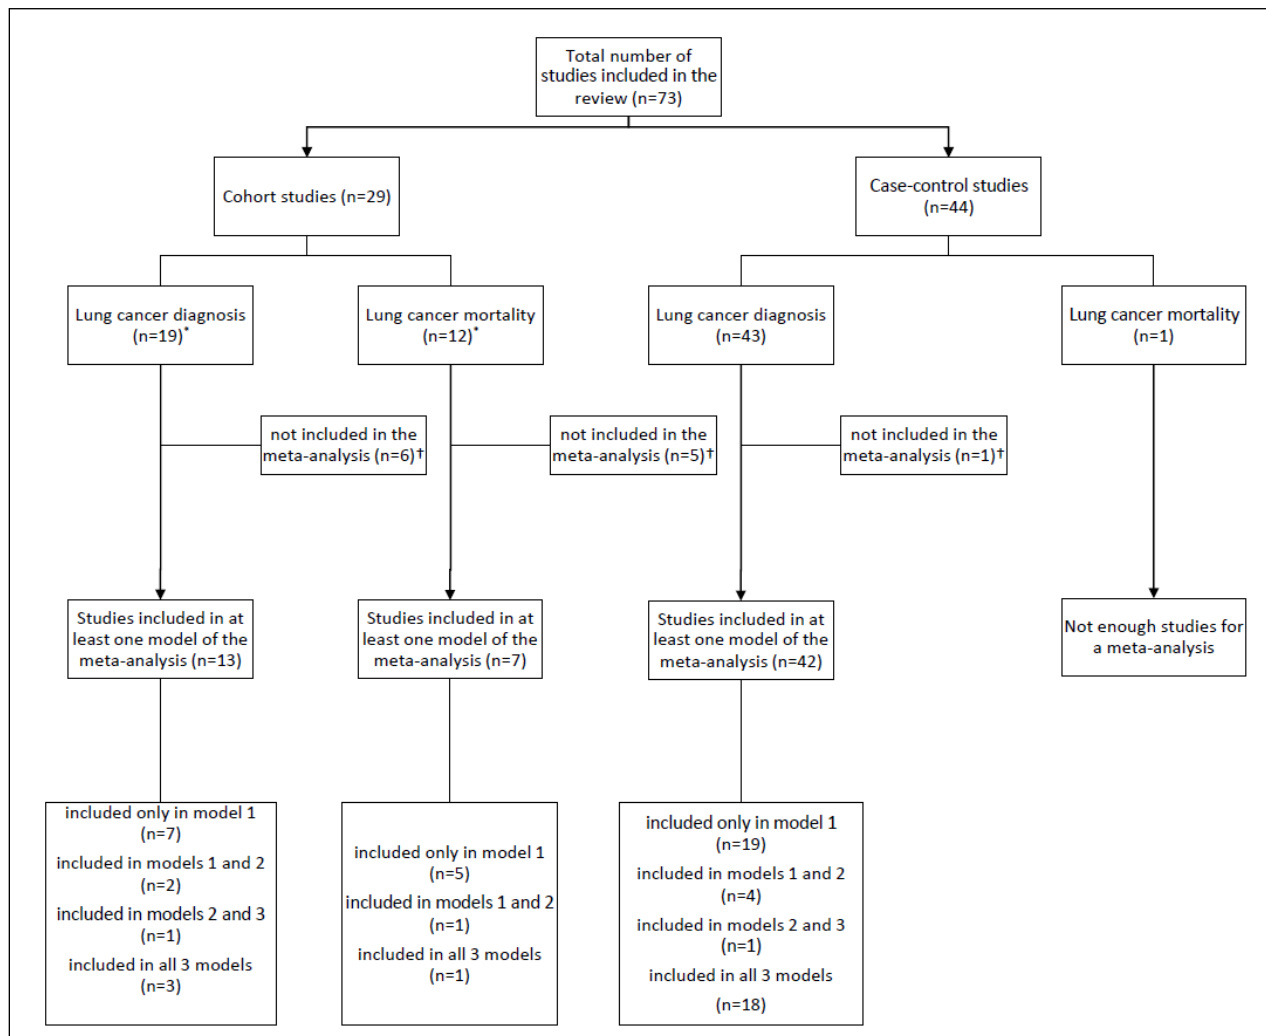 Total number of
studies included in the
review (n=73)
Cohort studies (n=29)
Case-control studies
(n=44)
Lung cancer diagnosis
(n=19)*
Lung cancer mortality
(n=12)*
Lung cancer diagnosis
(n=43)
Lung cancer mortality
(n=1)
not included in the
meta-analysis (n=6)†
not included in the
meta-analysis (n=5)†
not included in the
meta-analysis (n=1)†
Studies included in at
least one model of the
meta-analysis (n=13)
Studies included in at
least one model of the
meta-analysis (n=7)
Studies included in at
least one model of the
meta-analysis (n=42)
Not enough studies for
a meta-analysis
included only in model 1
(n=7)
included in models 1 and 2
(n=2)
included in models 2 and 3
(n=1)
included in all 3 models
(n=3)
included only in model 1
(n=5)
included in models 1 and 2
(n=1)
included in all 3 models
(n=1)
included only in model 1
(n=19)
included in models 1 and 2
(n=4)
included in models 2 and 3
(n=1)
included in all 3 models
(n=18)